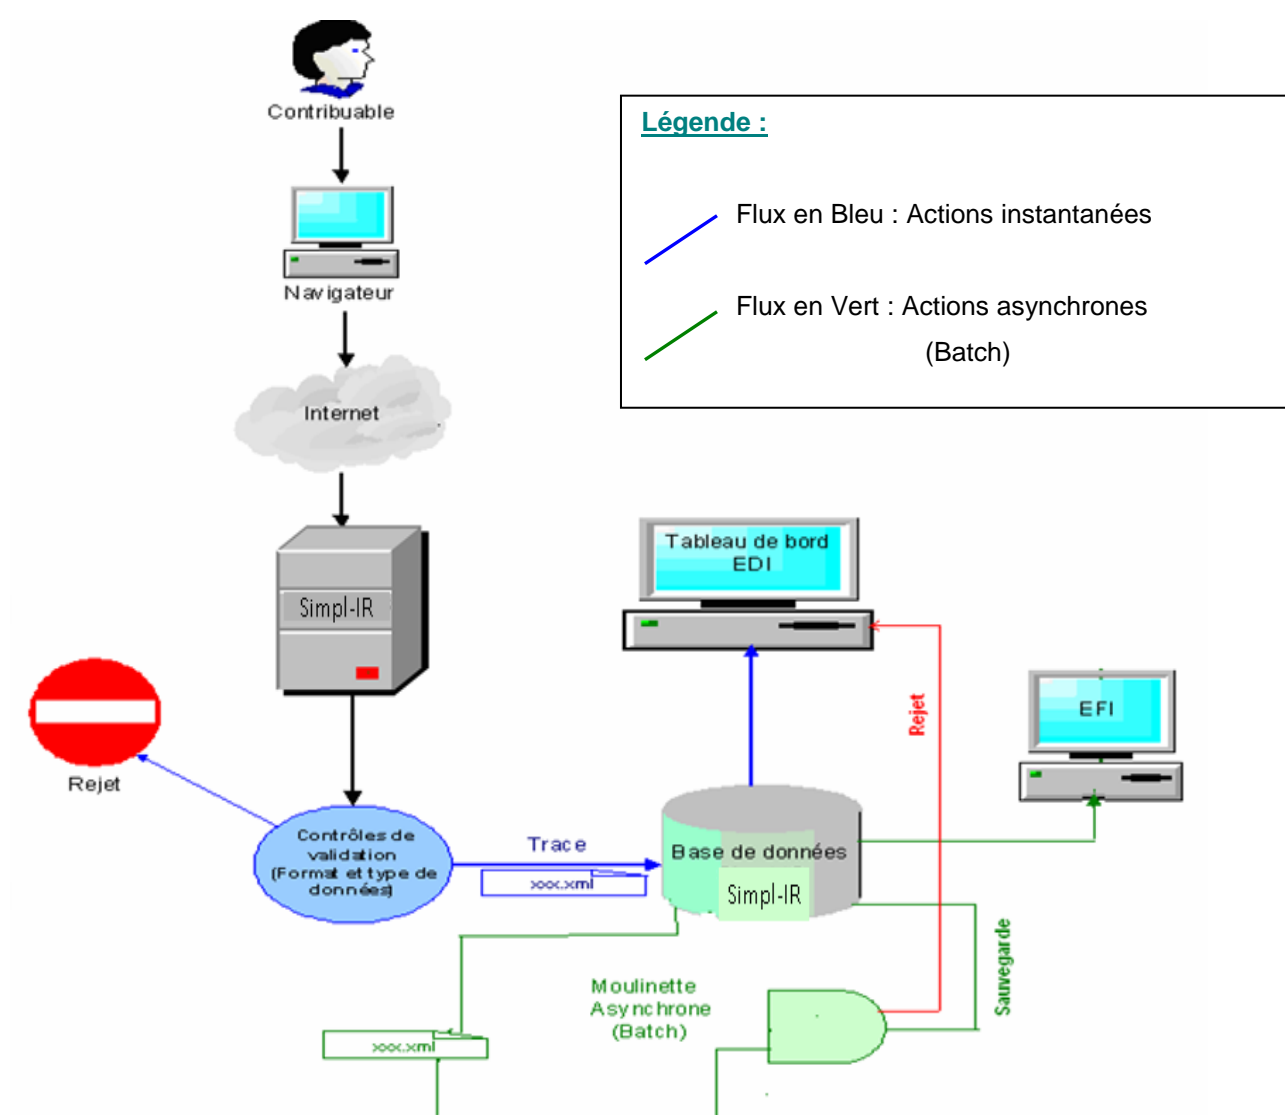 Contribuable
Légende :
Flux en Bleu : Actions instantanées
Navigateur
Flux en Vert : Actions asynchrones
(Batch)
Internet
Tableau de bord
EDI
Simpl-IR
Rejet
EFI
Rejet
Contrôles de
validation
(Format et type de
données)
Trace
xxx.xml
Base de données
Simpl-IR
Sauvegarde
Moulinette
Asynchrone
(Batch)
xxx.xml